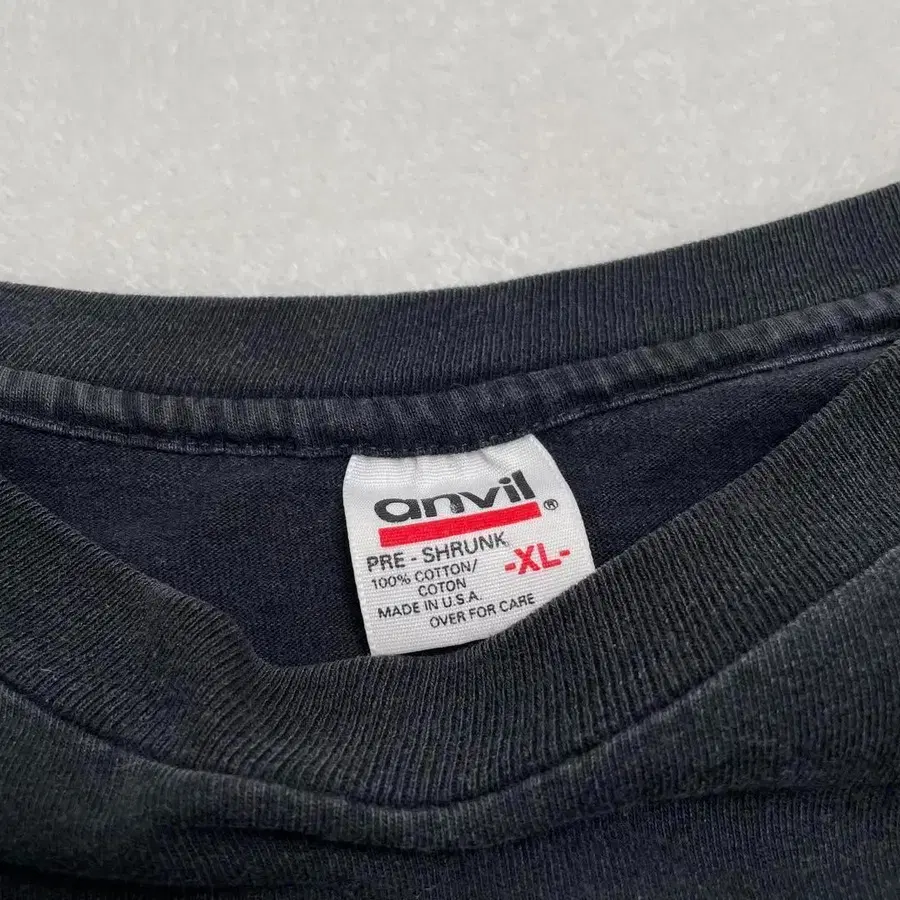 anvil®
PRE - SHRUNK
-XL-
100% COTTON/
COTON
MADE IN U.S.A.
OVER FOR CARE